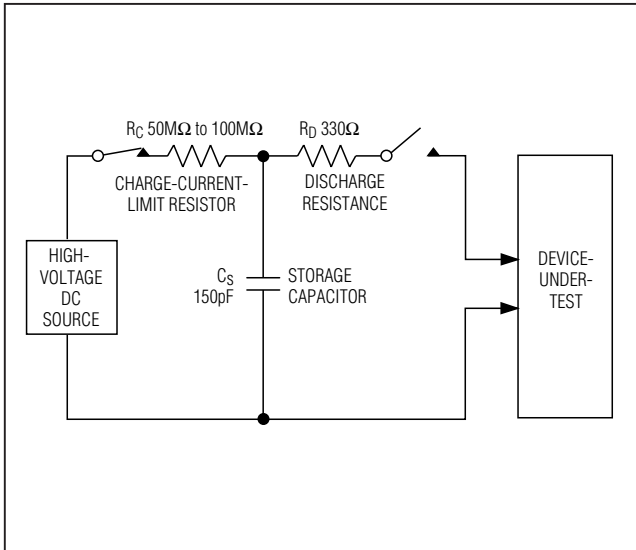 R_C 50MΩ to 100MΩ
CHARGE-CURRENT-
LIMIT RESISTOR
R_D 330Ω
DISCHARGE
RESISTANCE
HIGH-
VOLTAGE
DC
SOURCE
C_S
150pF
STORAGE
CAPACITOR
DEVICE-
UNDER-
TEST